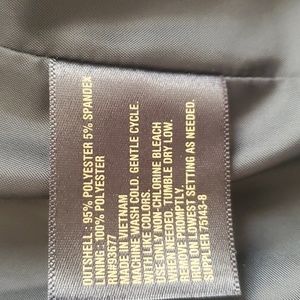 OUTSHELL : 95% POLYESTER 5% SPANDEX
LINING : 100% POLYESTER
MADE IN VIETNAM
MACHINE WASH COLD. GENTLE CYCLE.
WITH LIKE COLORS.
USE ONLY NON-CHLORINE BLEACH
WHEN NEEDED. TUMBLE DRY LOW.
REMOVE PROMPTLY.
IRON ON LOWEST SETTING AS NEEDED.
SUPPLIER 75143-8